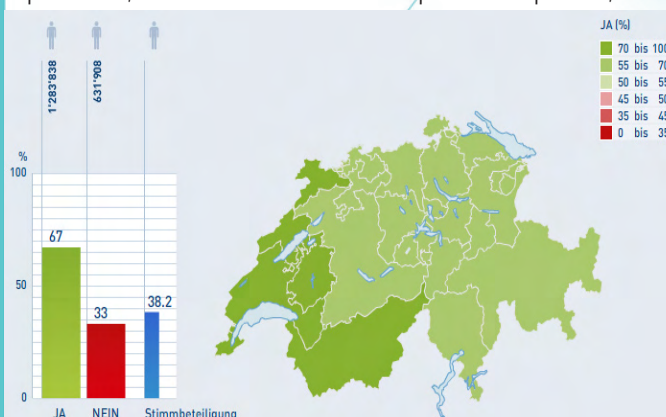 1'283'838
631'908
%
100
50
0
67
33
38.2
JA
NEIN
Stimmbeteiligung
JA (%)
70 bis 100
55 bis 70
50 bis 55
45 bis 50
35 bis 45
0 bis 35